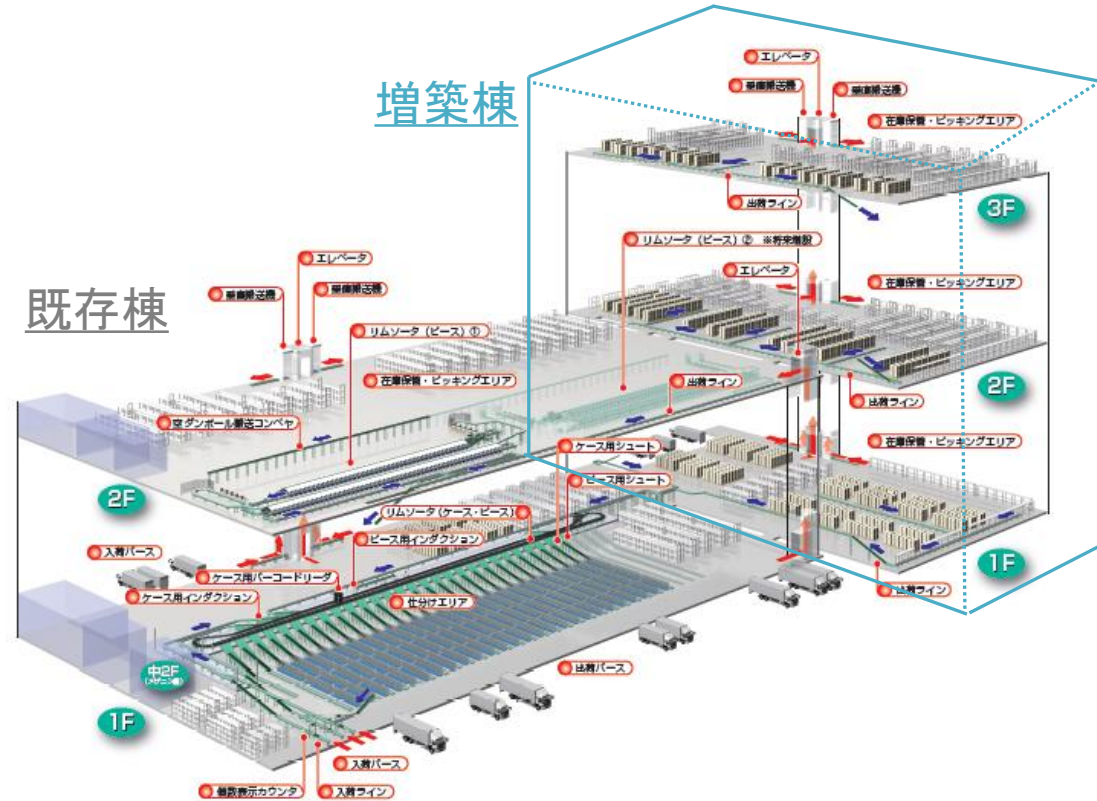 エレベータ
増築棟
垂直搬送機
垂直搬送機
在庫保管・ピッキングエリア
出荷ライン
3F
リムソータ（ピース）② ※将来増設
エレベータ
エレベータ
在庫保管・ピッキングエリア
既存棟
垂直搬送機
垂直搬送機
リムソータ（ピース）①
在庫保管・ピッキングエリア
出荷ライン
2F
出荷ライン
空ダンボール搬送コンベヤ
ケース用シュート
在庫保管・ピッキングエリア
ピース用シュート
2F
リムソータ（ケース・ピース）
ピース用インダクション
入荷バース
1F
ケース用バーコードリーダ
出荷ライン
ケース用インダクション
仕分けエリア
中2F
(メザニン階)
出荷バース
1F
入荷バース
個数表示カウンタ
入荷ライン